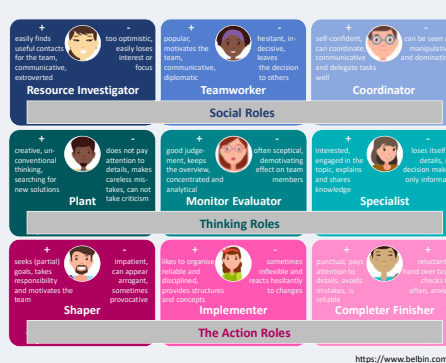 + -
easily finds
useful contacts
for the team,
communicative,
extroverted
too optimistic,
easily loses
interest or
focus
Resource Investigator
+ -
popular,
motivates the
team,
communicative,
diplomatic
hesitant, in-
decisive,
leaves
the decision
to others
Teamworker
+ -
self-confident,
can coordinate,
communicative
and delegate tasks
well
can be seen a
manipulativ
and dominatin
Coordinator
Social Roles
+ -
creative, un-
conventional
thinking,
searching for
new solutions
does not pay
attention to
details, makes
careless mis-
takes, can not
take criticism
Plant
+ -
good judge-
ment, keeps
the overview,
concentrated and
analytical
often sceptical,
demotivating
effect on team
members
Monitor Evaluator
+ -
interested,
engaged in the
topic, explains
and shares
knowledge
loses itself
details,
decision make
only informa
Specialist
Thinking Roles
+ -
seeks (partial)
goals, takes
responsibility
and motivates the
team
impatient,
can appear
arrogant,
sometimes
provocative
Shaper
+ -
likes to organise
reliable and
disciplined,
provides structures
and concepts
sometimes
inflexible and
reacts hesitantly
to changes
Implementer
+ -
punctual, pays
attention to
details, avoids
mistakes, is
reliable
reluctant
hand over tas
checks
often, anxi
Completer Finisher
The Action Roles
https://www.belbin.com